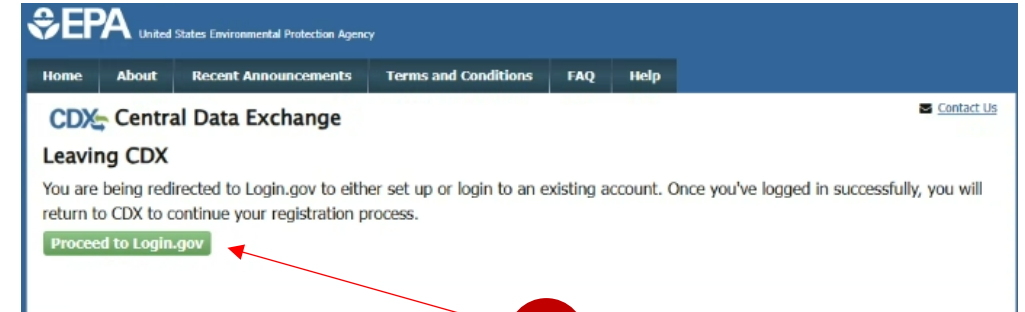 EPA United States Environmental Protection Agency
Home About Recent Announcements Terms and Conditions FAQ Help
Contact Us
CDX Central Data Exchange
Leaving CDX
You are being redirected to Login.gov to either set up or login to an existing account. Once you've logged in successfully, you will
return to CDX to continue your registration process.
Proceed to Login.gov